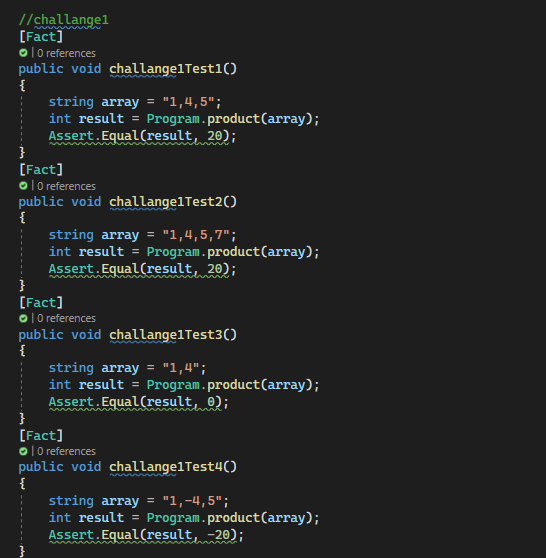 //challange1
[Fact]
| 0 references
public void challange1Test1()
{
string array = "1,4,5";
int result = Program.product(array);
Assert.Equal(result, 20);
}
[Fact]
| 0 references
public void challange1Test2()
{
string array = "1,4,5,7";
int result = Program.product(array);
Assert.Equal(result, 20);
}
[Fact]
| 0 references
public void challange1Test3()
{
string array = "1,4";
int result = Program.product(array);
Assert.Equal(result, 0);
}
[Fact]
| 0 references
public void challange1Test4()
{
string array = "1,-4,5";
int result = Program.product(array);
Assert.Equal(result, -20);
}